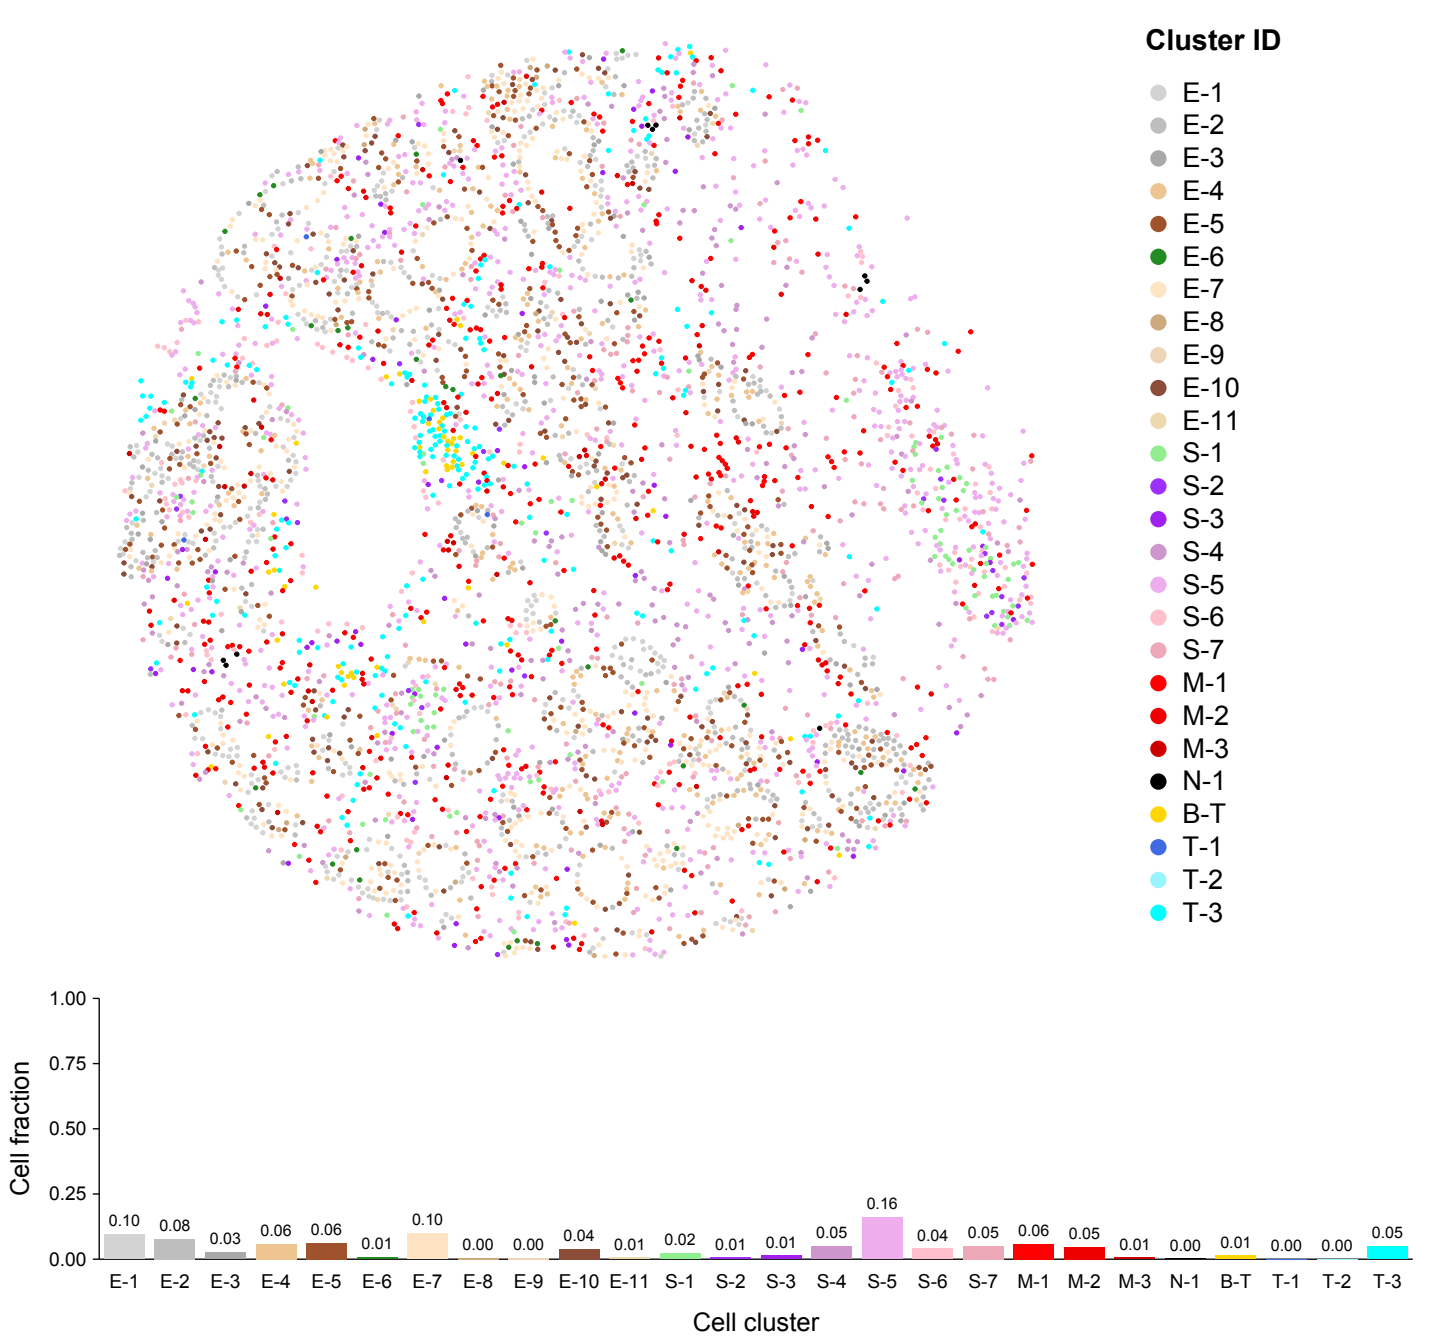 Cluster ID
E-1
E-2
E-3
E-4
E-5
E-6
E-7
E-8
E-9
E-10
E-11
S-1
S-2
S-3
S-4
S-5
S-6
S-7
M-1
M-2
M-3
N-1
B-T
T-1
T-2
T-3
Cell fraction
1.00
0.75
0.50
0.25
0.00
0.10 0.08 0.03 0.06 0.06 0.01 0.10 0.00 0.00 0.04 0.01 0.02 0.01 0.01 0.05 0.16 0.04 0.05 0.06 0.05 0.01 0.00 0.01 0.00 0.00 0.05
E-1 E-2 E-3 E-4 E-5 E-6 E-7 E-8 E-9 E-10 E-11 S-1 S-2 S-3 S-4 S-5 S-6 S-7 M-1 M-2 M-3 N-1 B-T T-1 T-2 T-3
Cell cluster